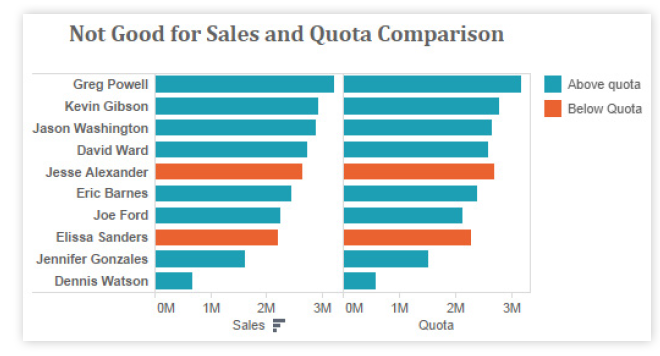 Not Good for Sales and Quota Comparison
Greg Powell
Kevin Gibson
Jason Washington
David Ward
Jesse Alexander
Eric Barnes
Joe Ford
Elissa Sanders
Jennifer Gonzales
Dennis Watson
0M 1M 2M 3M 0M 1M 2M 3M
Sales Quota
Above quota
Below Quota